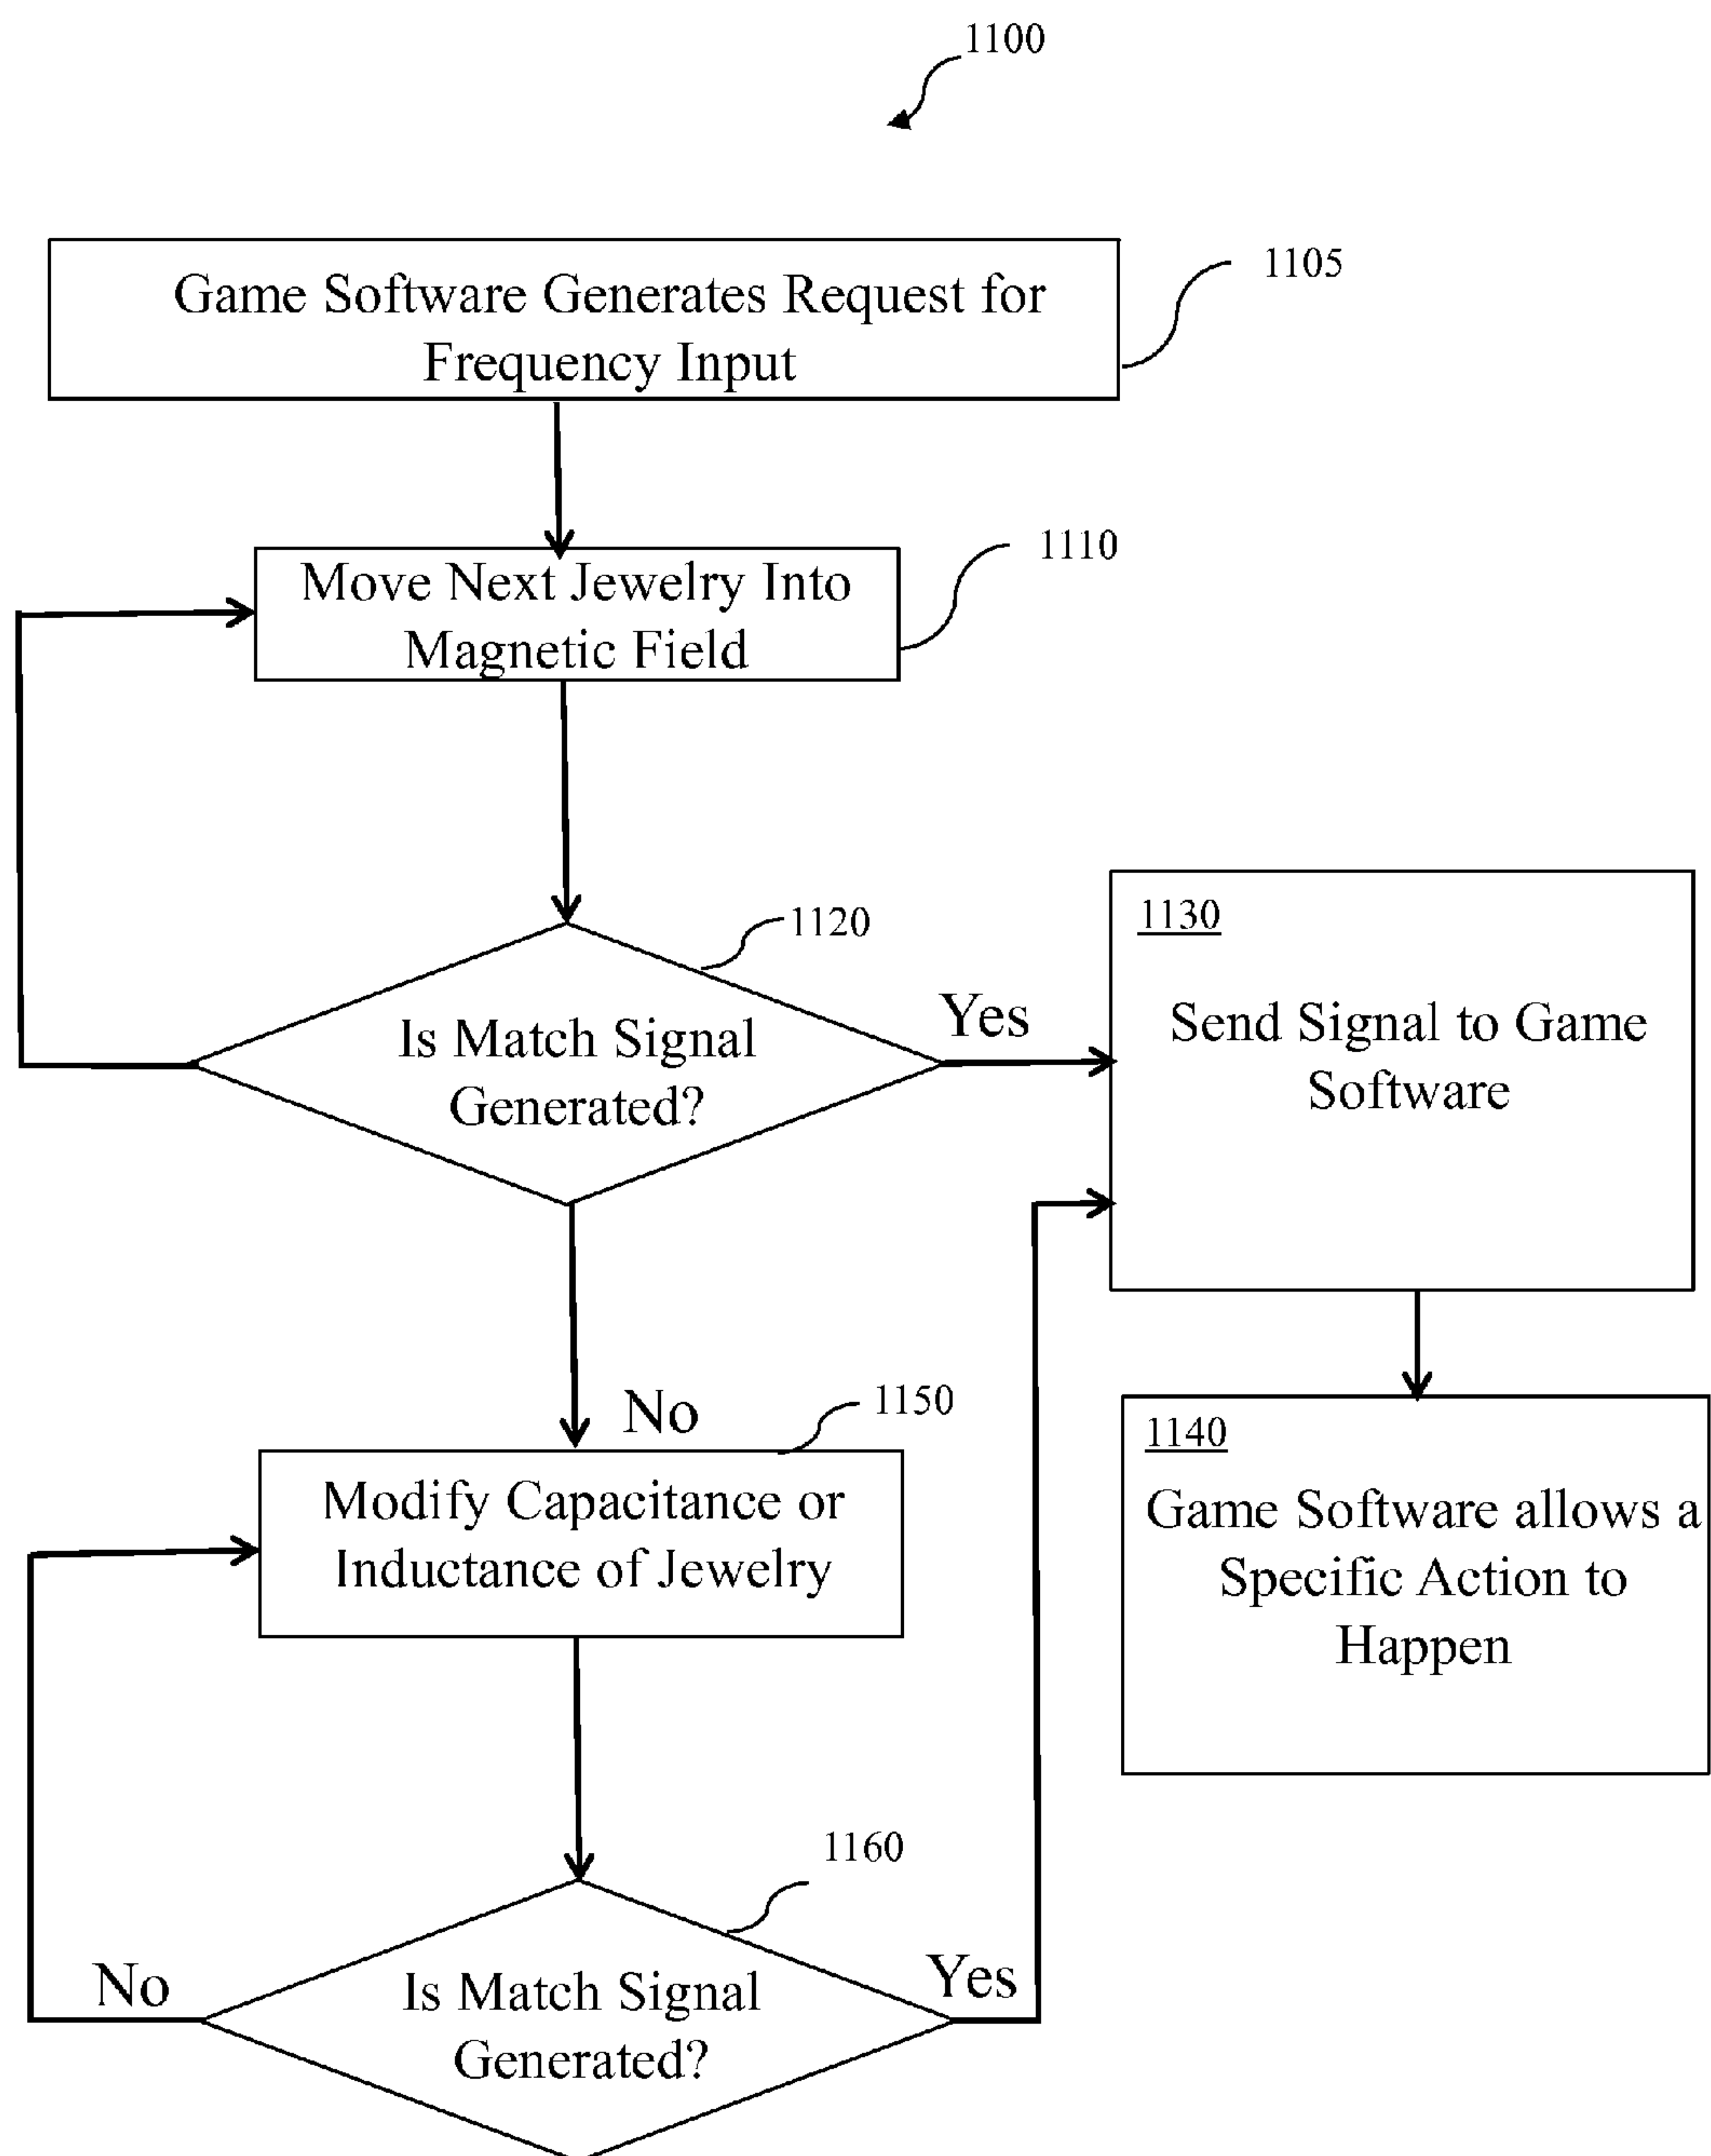 1100
Game Software Generates Request for
Frequency Input
1105
Move Next Jewelry Into
Magnetic Field
1110
1120
Is Match Signal
Generated?
Yes
1130
Send Signal to Game
Software
No
1150
Modify Capacitance or
Inductance of Jewelry
1140
Game Software allows a
Specific Action to
Happen
1160
Is Match Signal
Generated?
No
Yes